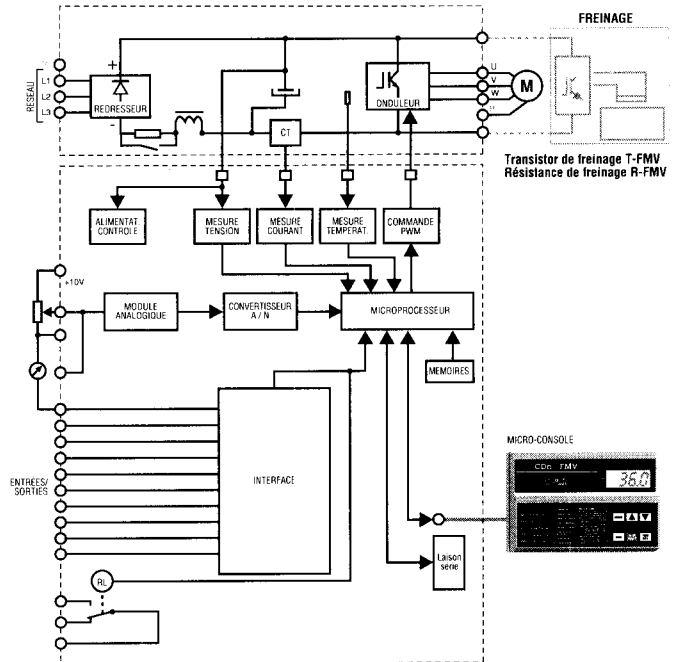 FREINAGE
RESEAU
L1
L2
L3
+
REDRESSEUR
-
CT
ONDULEUR
U
V
W
M
Transistor de freinage T-FMV
Résistance de freinage R-FMV
ALIMENTAT.
CONTROLE
MESURE
TENSION
MESURE
COURANT
MESURE
TEMPERAT.
COMMANDE
PWM
+10V
MODULE
ANALOGIQUE
CONVERTISSEUR
A / N
MICROPROCESSEUR
MEMOIRES
INTERFACE
ENTRÉES/
SORTIES
MICRO-CONSOLE
CDn FMV
36.0
Laison
série
RL